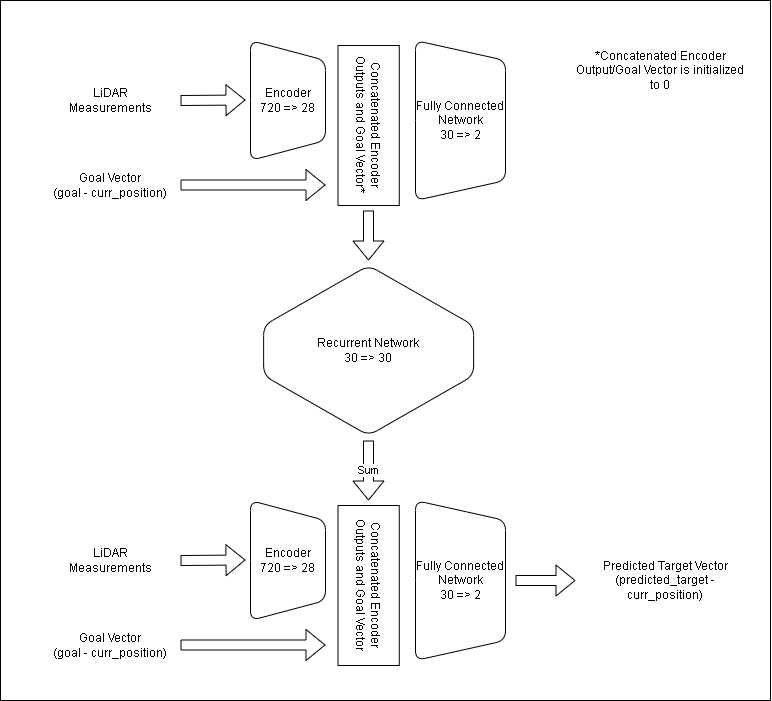 LiDAR
Measurements
Encoder
720 => 28
Goal Vector
(goal - curr_position)
Concatenated Encoder
Outputs and Goal Vector*
Fully Connected
Network
30 => 2
*Concatenated Encoder
Output/Goal Vector is initialized
to 0
Recurrent Network
30 => 30
Sum
LiDAR
Measurements
Encoder
720 => 28
Goal Vector
(goal - curr_position)
Concatenated Encoder
Outputs and Goal Vector
Fully Connected
Network
30 => 2
Predicted Target Vector
(predicted_target -
curr_position)